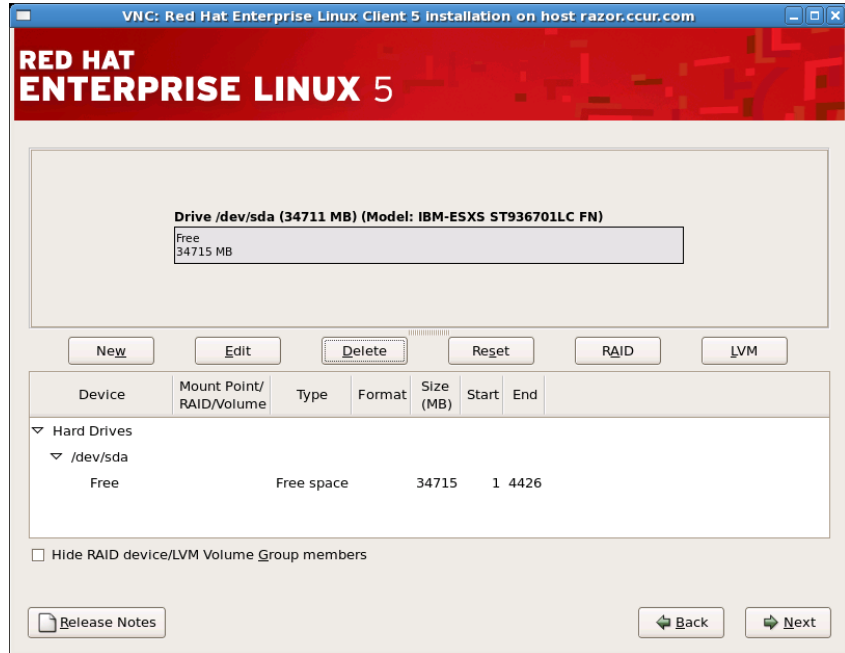 VNC: Red Hat Enterprise Linux Client 5 installation on host razor.ccur.com
RED HAT
ENTERPRISE LINUX 5
Drive /dev/sda (34711 MB) (Model: IBM-ESXS ST936701LC FN)
Free
34715 MB
New Edit Delete Reset RAID LVM
Device Mount Point/ RAID/Volume Type Format Size (MB) Start End
Hard Drives
/dev/sda
Free Free space 34715 1 4426
Hide RAID device/LVM Volume Group members
Release Notes Back Next